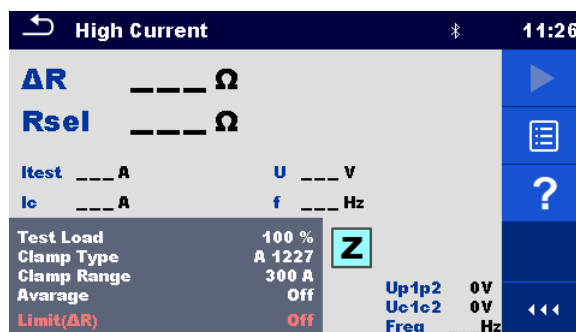 High Current 11:26
ΔR ___ Ω
Rsel ___ Ω
Itest ___ A U ___ V
Ic ___ A f ___ Hz
Test Load 100 %
Clamp Type A 1227
Clamp Range 300 A
Avarage Off
Limit(ΔR) Off
Z
Up1p2 0V
Uc1c2 0V
Freq __Hz
?